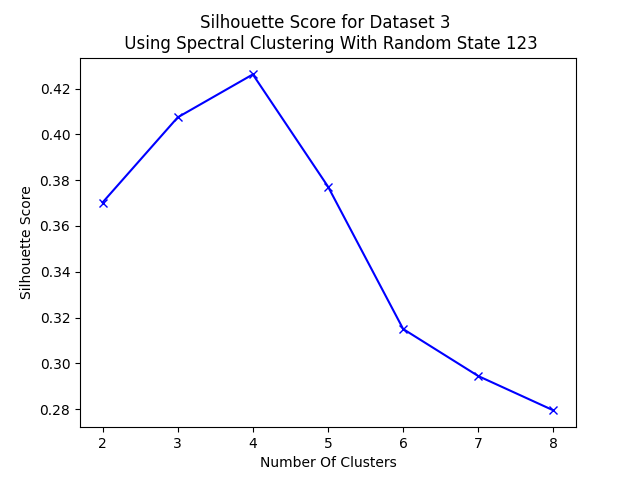 Silhouette Score for Dataset 3
Using Spectral Clustering With Random State 123
0.42
0.40
0.38
0.36
0.34
0.32
0.30
0.28
Silhouette Score
2 3 4 5 6 7 8
Number Of Clusters